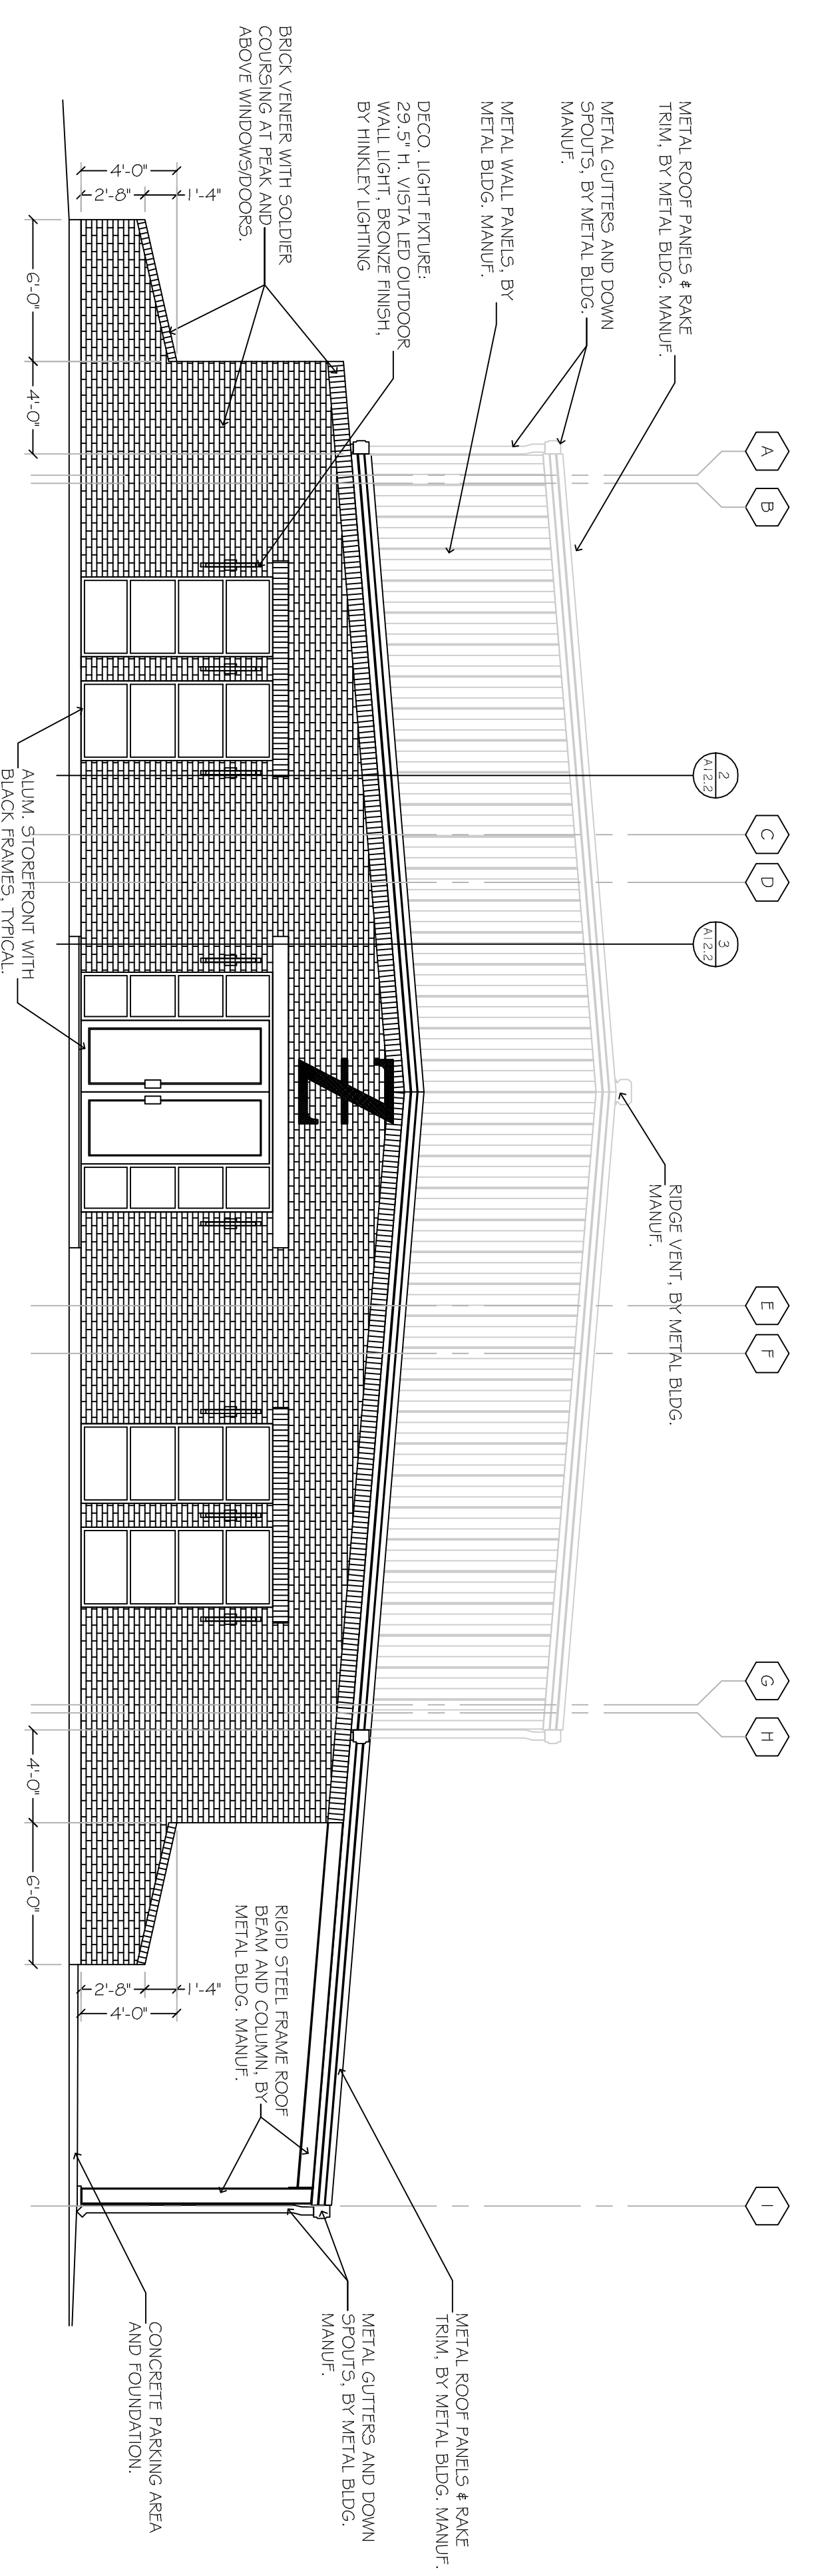 METAL ROOF PANELS & RAKE
TRIM, BY METAL BLDG. MANUF.
METAL GUTTERS AND DOWN
SPOUTS, BY METAL BLDG.
MANUF.
METAL WALL PANELS, BY
METAL BLDG. MANUF.
DECO. LIGHT FIXTURE:
29.5" H. VISTA LED OUTDOOR
WALL LIGHT, BRONZE FINISH,
BY HINKLEY LIGHTING
BRICK VENEER WITH SOLDIER
COURSING AT PEAK AND
ABOVE WINDOWS/DOORS.
4'-0"
2'-8"
1'-4"
6'-0"
4'-0"
A
B
2
A12.2
C
D
3
A12.2
E
F
G
H
I
RIDGE VENT, BY METAL BLDG.
MANUF.
ALUM. STOREFRONT WITH
BLACK FRAMES, TYPICAL.
4'-0"
6'-0"
1'-4"
2'-8"
4'-0"
RIGID STEEL FRAME ROOF
BEAM AND COLUMN, BY
METAL BLDG. MANUF.
METAL ROOF PANELS & RAKE
TRIM, BY METAL BLDG. MANUF.
METAL GUTTERS AND DOWN
SPOUTS, BY METAL BLDG.
MANUF.
CONCRETE PARKING AREA
AND FOUNDATION.